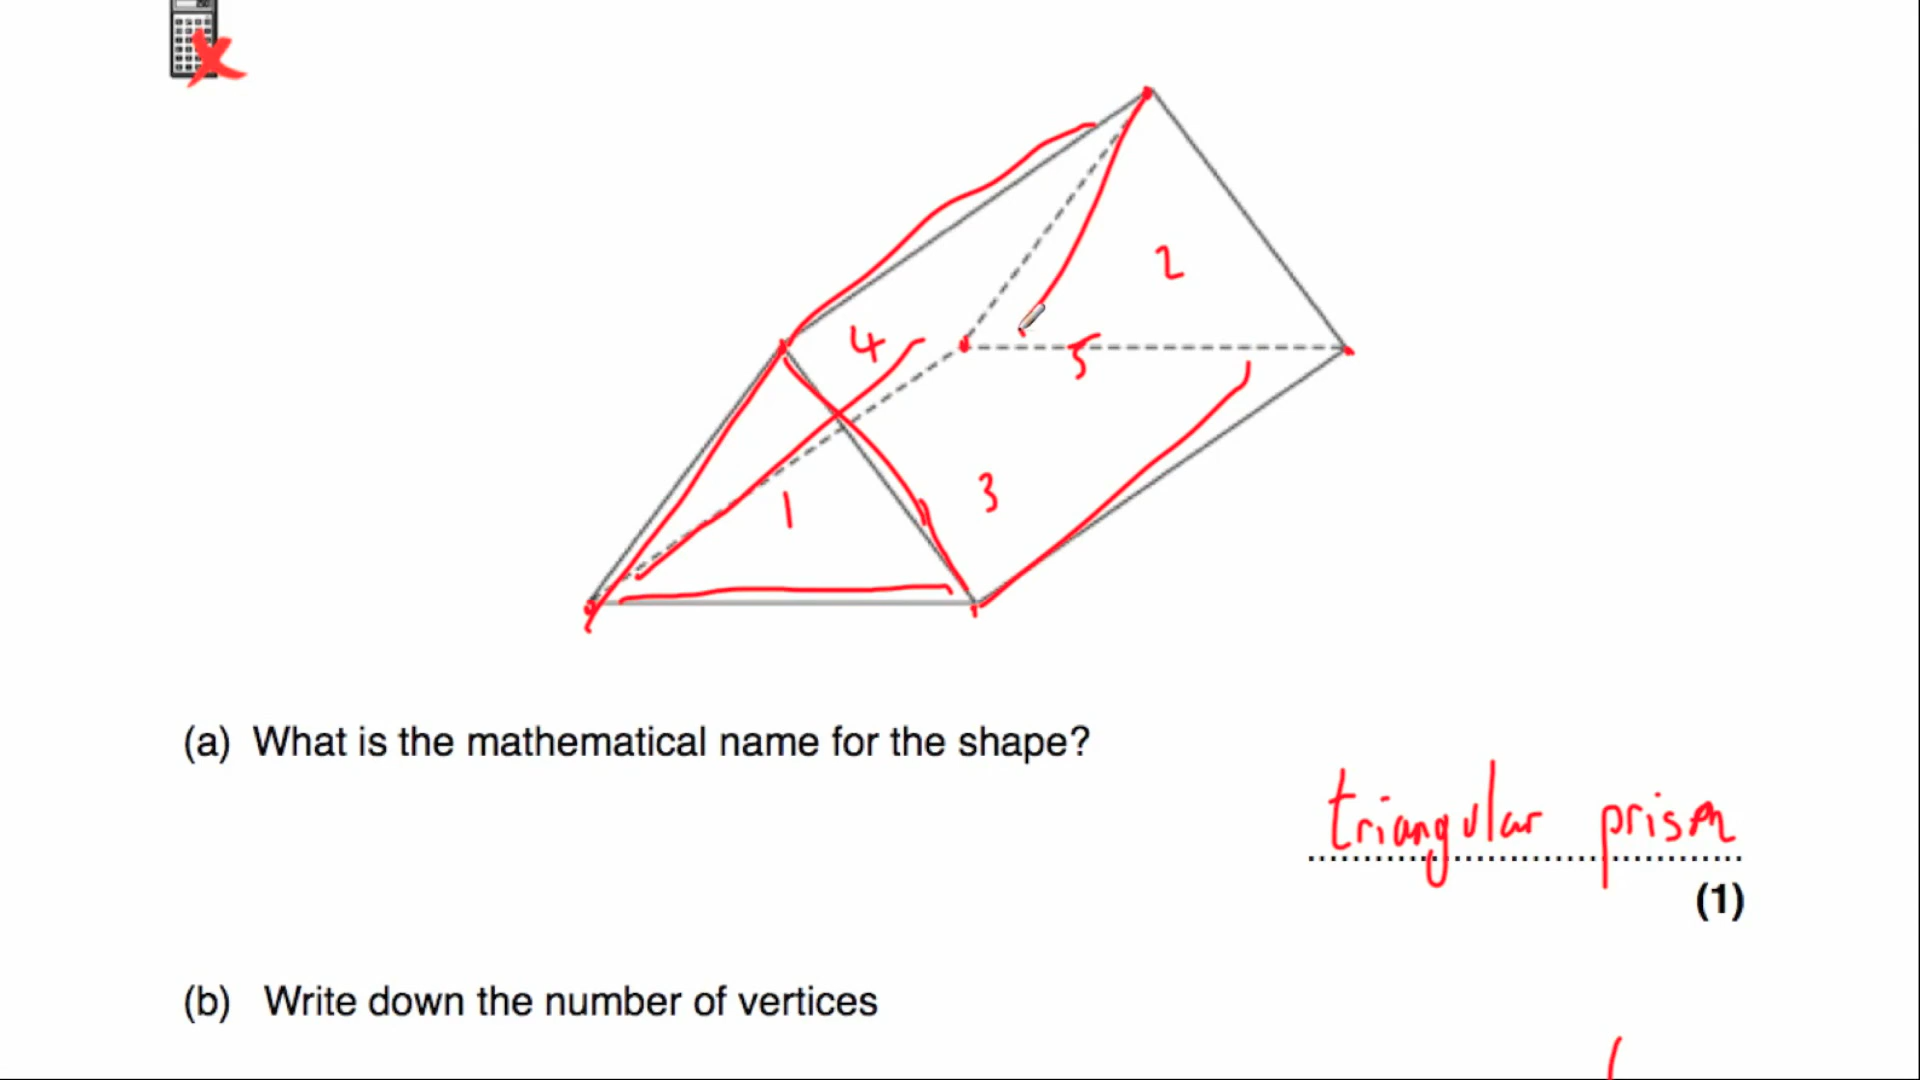 2
4
5
3
1
(a) What is the mathematical name for the shape?
triangular prism
(1)
(b) Write down the number of vertices